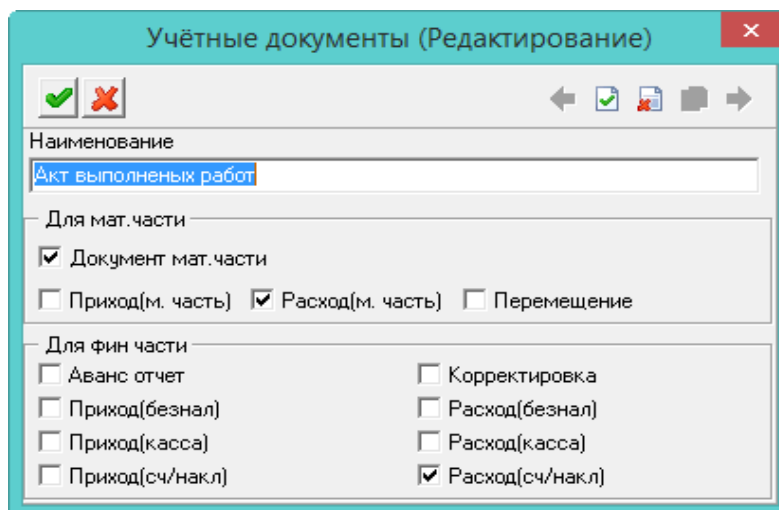 Учётные документы (Редактирование)
Наименование
Акт выполненых работ
Для мат.части
Документ мат.части
Приход(м. часть) Расход(м. часть) Перемещение
Для фин части
Аванс отчет Корректировка
Приход(безнал) Расход(безнал)
Приход(касса) Расход(касса)
Приход(сч/накл) Расход(сч/накл)